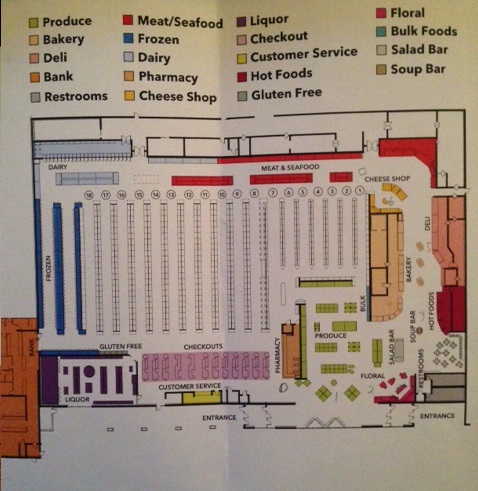 Produce
Bakery
Deli
Bank
Restrooms
Meat/Seafood
Frozen
Dairy
Pharmacy
Cheese Shop
Liquor
Checkout
Customer Service
Hot Foods
Gluten Free
Floral
Bulk Foods
Salad Bar
Soup Bar
DAIRY
MEAT & SEAFOOD
CHEESE SHOP
18 17 16 15 14 13 12 11 10 9 8 7 6 5 4 3 2 1
DELI
FROZEN
BAKERY
BULK
HOT FOODS
SOUP BAR
PRODUCE
SALAD BAR
PHARMACY
BANK
GLUTEN FREE
CHECKOUTS
RESTROOMS
FLORAL
CUSTOMER SERVICE
LIQUOR
ENTRANCE
ENTRANCE